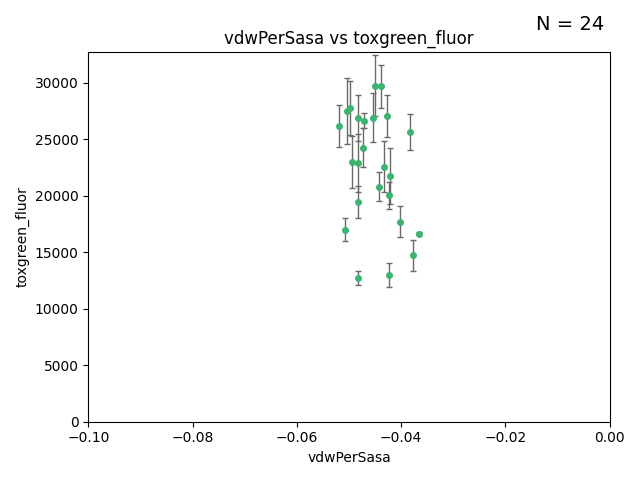 N = 24
vdwPerSasa vs toxgreen_fluor
30000
25000
20000
15000
10000
5000
0
toxgreen_fluor
−0.10 −0.08 −0.06 −0.04 −0.02 0.00
vdwPerSasa